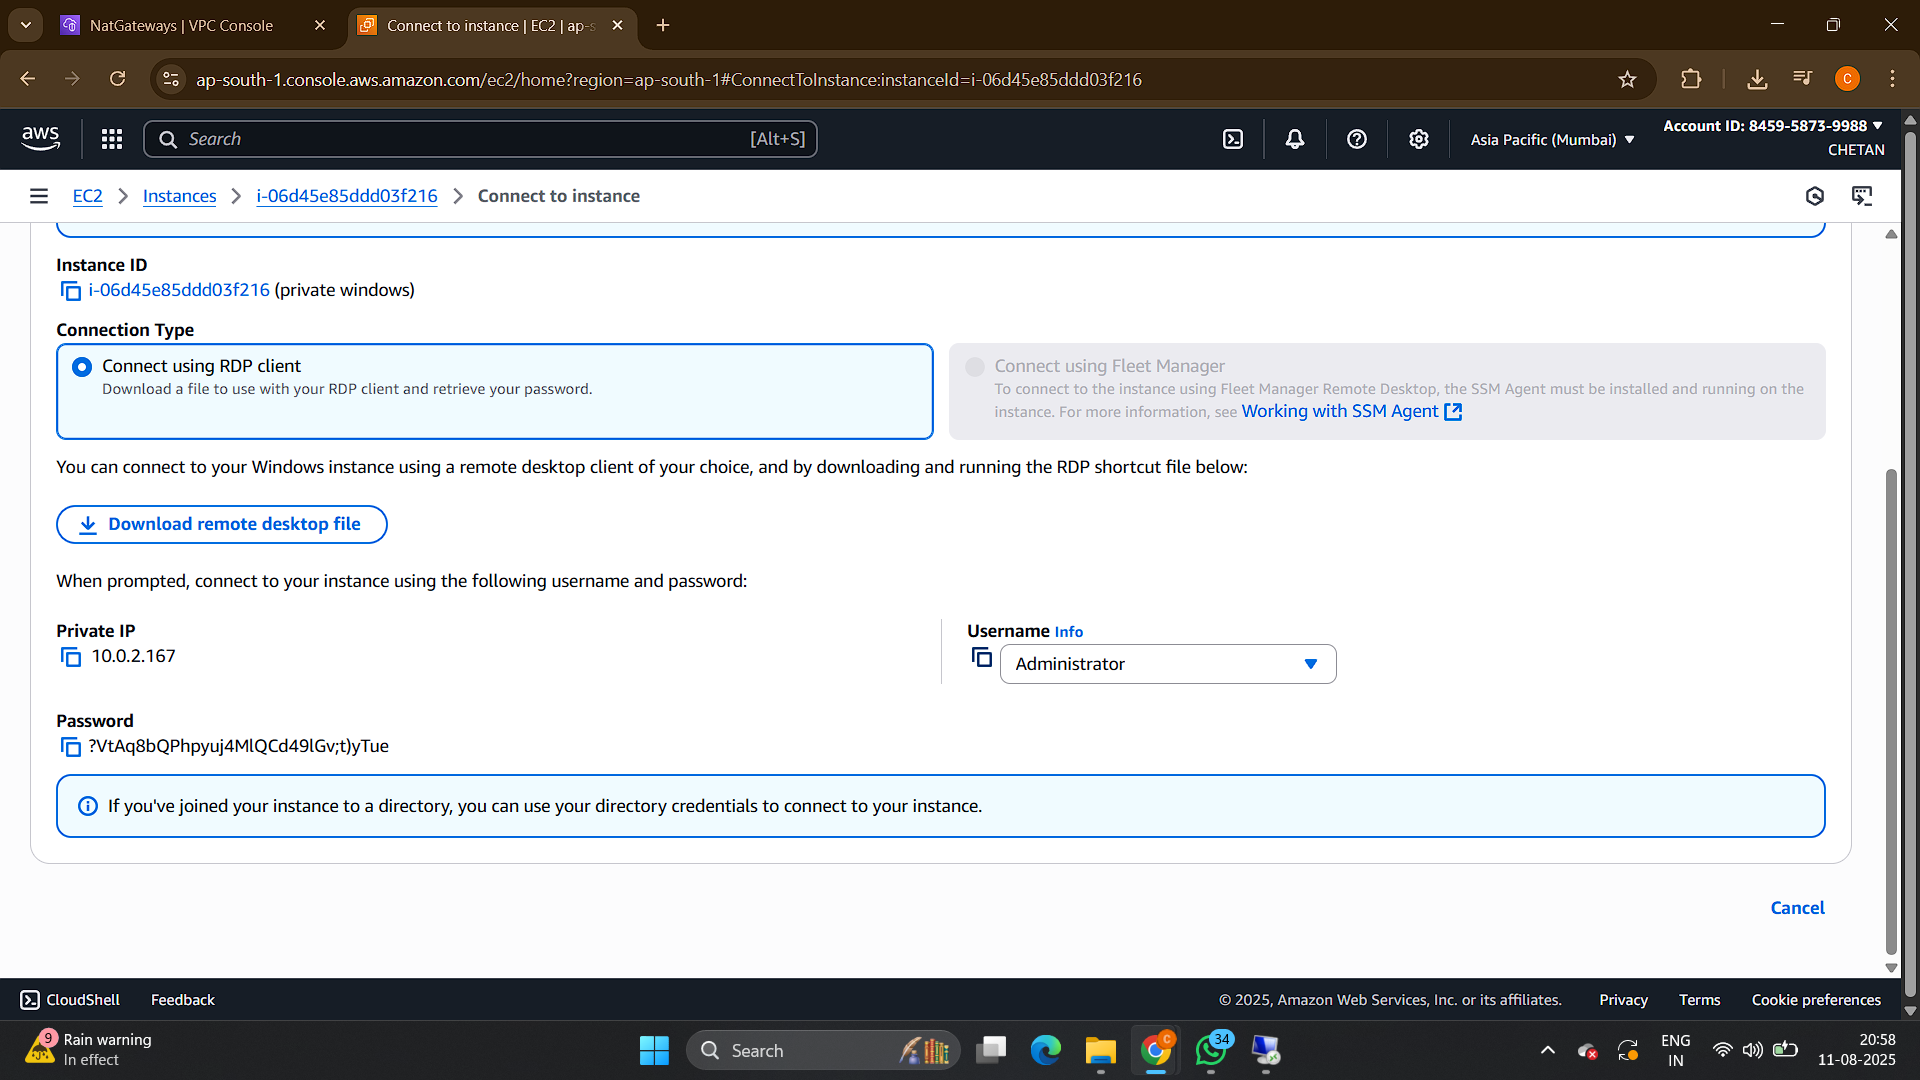 NatGateways | VPC Console
Connect to instance | EC2 | ap-s
ap-south-1.console.aws.amazon.com/ec2/home?region=ap-south-1#ConnectToInstance:instanceId=i-06d45e85ddd03f216
C
aws
Search
[Alt+S]
Asia Pacific (Mumbai)
Account ID: 8459-5873-9988
CHETAN
EC2
Instances
i-06d45e85ddd03f216
Connect to instance
Instance ID
i-06d45e85ddd03f216 (private windows)
Connection Type
Connect using RDP client
Download a file to use with your RDP client and retrieve your password.
Connect using Fleet Manager
To connect to the instance using Fleet Manager Remote Desktop, the SSM Agent must be installed and running on the
instance. For more information, see Working with SSM Agent
You can connect to your Windows instance using a remote desktop client of your choice, and by downloading and running the RDP shortcut file below:
Download remote desktop file
When prompted, connect to your instance using the following username and password:
Private IP
10.0.2.167
Username Info
Administrator
Password
?VtAq8bQPhpyuj4MlQCd49lGv;t)yTue
If you've joined your instance to a directory, you can use your directory credentials to connect to your instance.
Cancel
CloudShell
Feedback
© 2025, Amazon Web Services, Inc. or its affiliates.
Privacy
Terms
Cookie preferences
9
Rain warning
In effect
Search
C
34
ENG
IN
20:58
11-08-2025